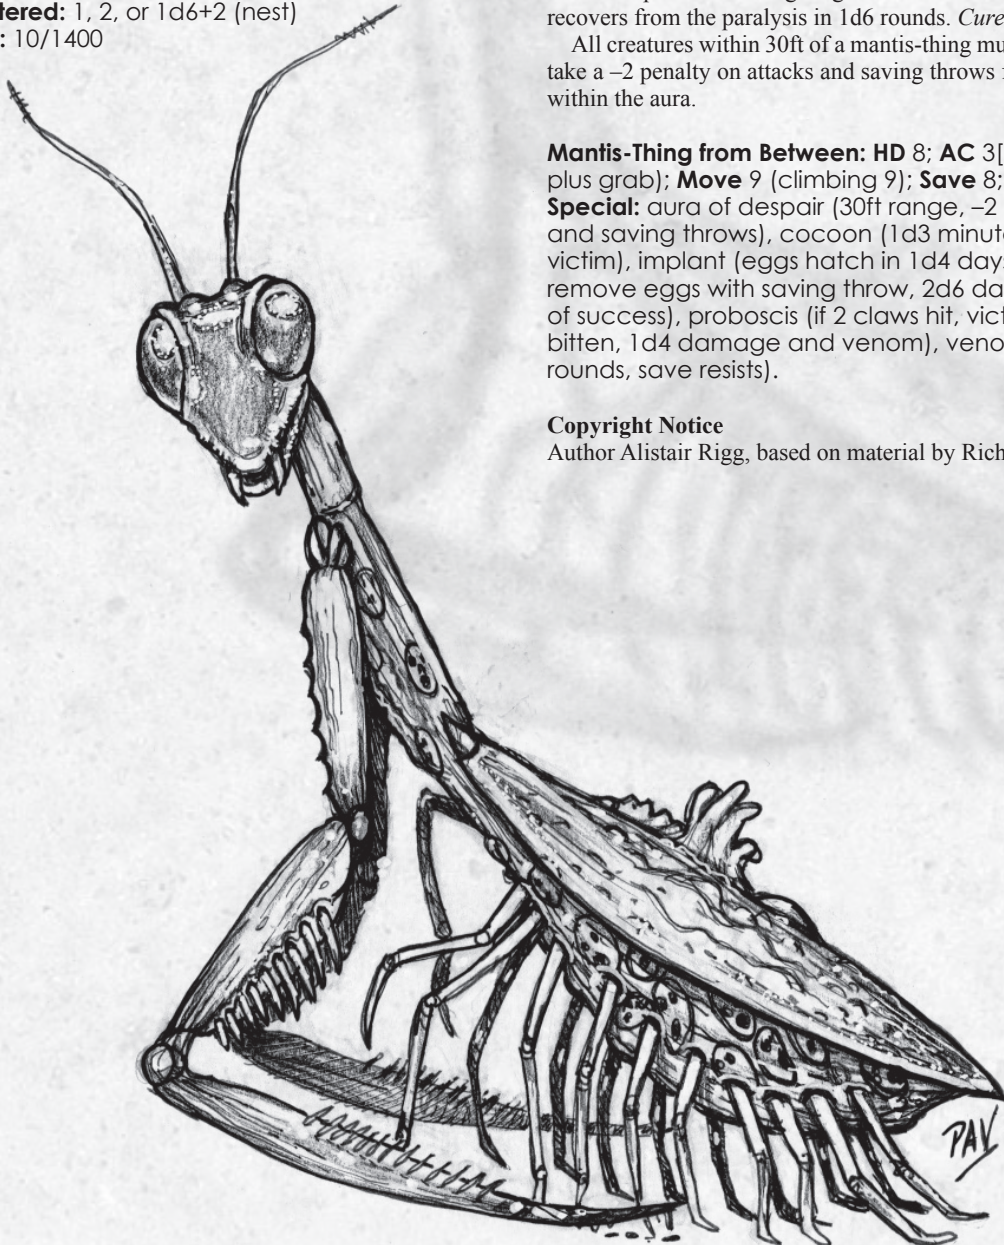 tered: 1, 2, or 1d6+2 (nest)
: 10/1400
recovers from the paralysis in 1d6 rounds. Cure
All creatures within 30ft of a mantis-thing mu
take a –2 penalty on attacks and saving throws
within the aura.
Mantis-Thing from Between: HD 8; AC 3[
plus grab); Move 9 (climbing 9); Save 8;
Special: aura of despair (30ft range, –2
and saving throws), cocoon (1d3 minut
victim), implant (eggs hatch in 1d4 day
remove eggs with saving throw, 2d6 da
of success), proboscis (if 2 claws hit, vict
bitten, 1d4 damage and venom), veno
rounds, save resists).
Copyright Notice
Author Alistair Rigg, based on material by Rich
PAV